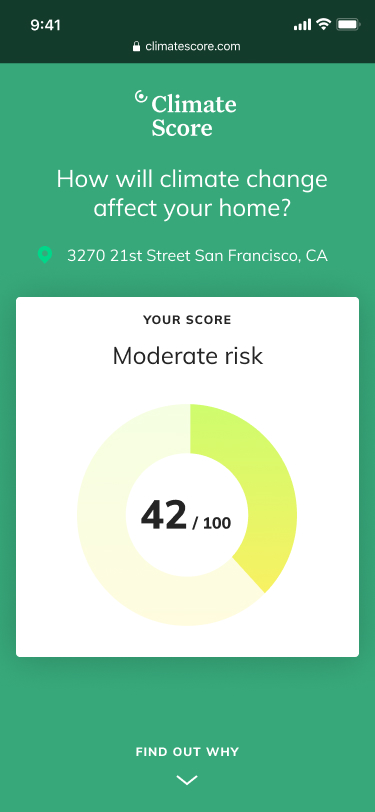 9:41
climatescore.com
Climate
Score
How will climate change
affect your home?
3270 21st Street San Francisco, CA
YOUR SCORE
Moderate risk
42 / 100
FIND OUT WHY